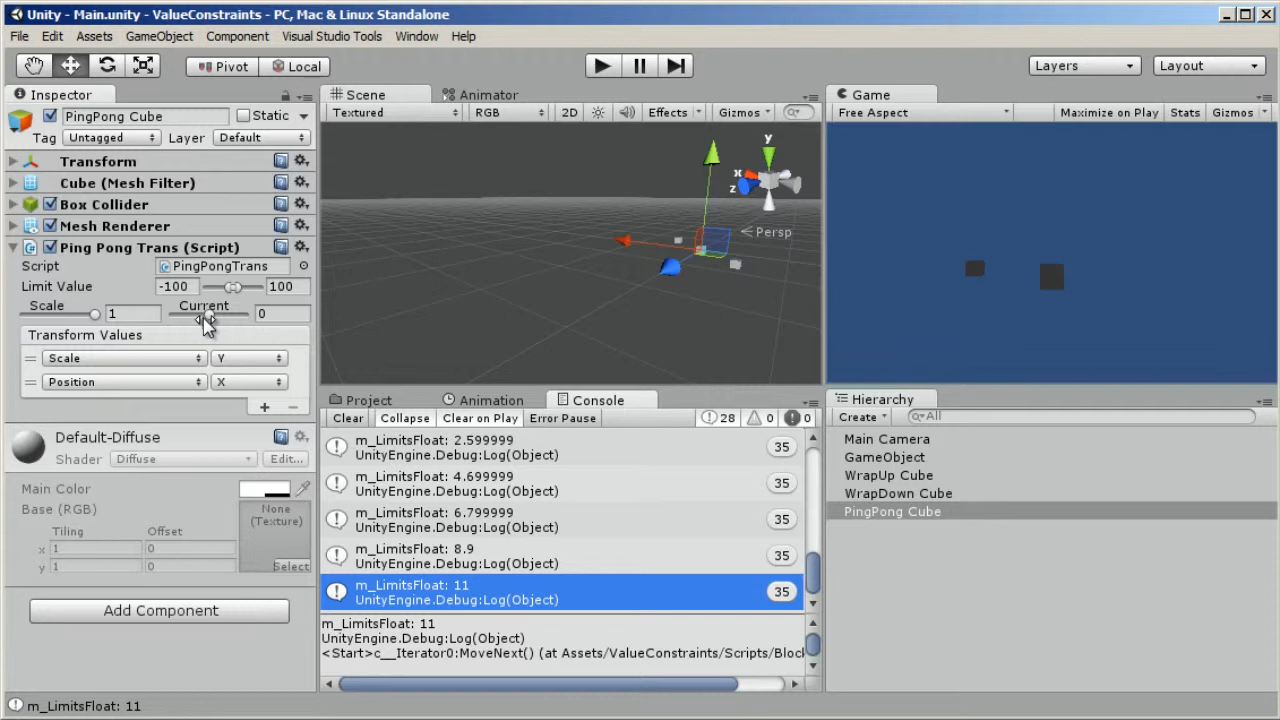 Unity - Main.unity - ValueConstraints - PC, Mac & Linux Standalone
File Edit Assets GameObject Component Visual Studio Tools Window Help
Pivot Local Layers Layout
Inspector
PingPong Cube Static
Tag Untagged Layer Default
Transform
Cube (Mesh Filter)
Box Collider
Mesh Renderer
Ping Pong Trans (Script)
Script PingPongTrans
Limit Value -100 100
Scale 1 Current 0
Transform Values
Scale Y
Position X
+ -
Default-Diffuse
Shader Diffuse Edit...
Main Color
Base (RGB) None
(Texture)
Tiling Offset
x 1 0
y 1 0
Select
Add Component
Scene Animator
Textured RGB 2D Effects Gizmos All
y
x
z
Persp
Game
Free Aspect Maximize on Play Stats Gizmos
Project Animation Console
Clear Collapse Clear on Play Error Pause 28 0 0
m_LimitsFloat: 2.599999
UnityEngine.Debug:Log(Object) 35
m_LimitsFloat: 4.699999
UnityEngine.Debug:Log(Object) 35
m_LimitsFloat: 6.799999
UnityEngine.Debug:Log(Object) 35
m_LimitsFloat: 8.9
UnityEngine.Debug:Log(Object) 35
m_LimitsFloat: 11
UnityEngine.Debug:Log(Object) 35
m_LimitsFloat: 11
UnityEngine.Debug:Log(Object)
<Start>c__Iterator0:MoveNext() (at Assets/ValueConstraints/Scripts/Block
Hierarchy
Create All
Main Camera
GameObject
WrapUp Cube
WrapDown Cube
PingPong Cube
m_LimitsFloat: 11